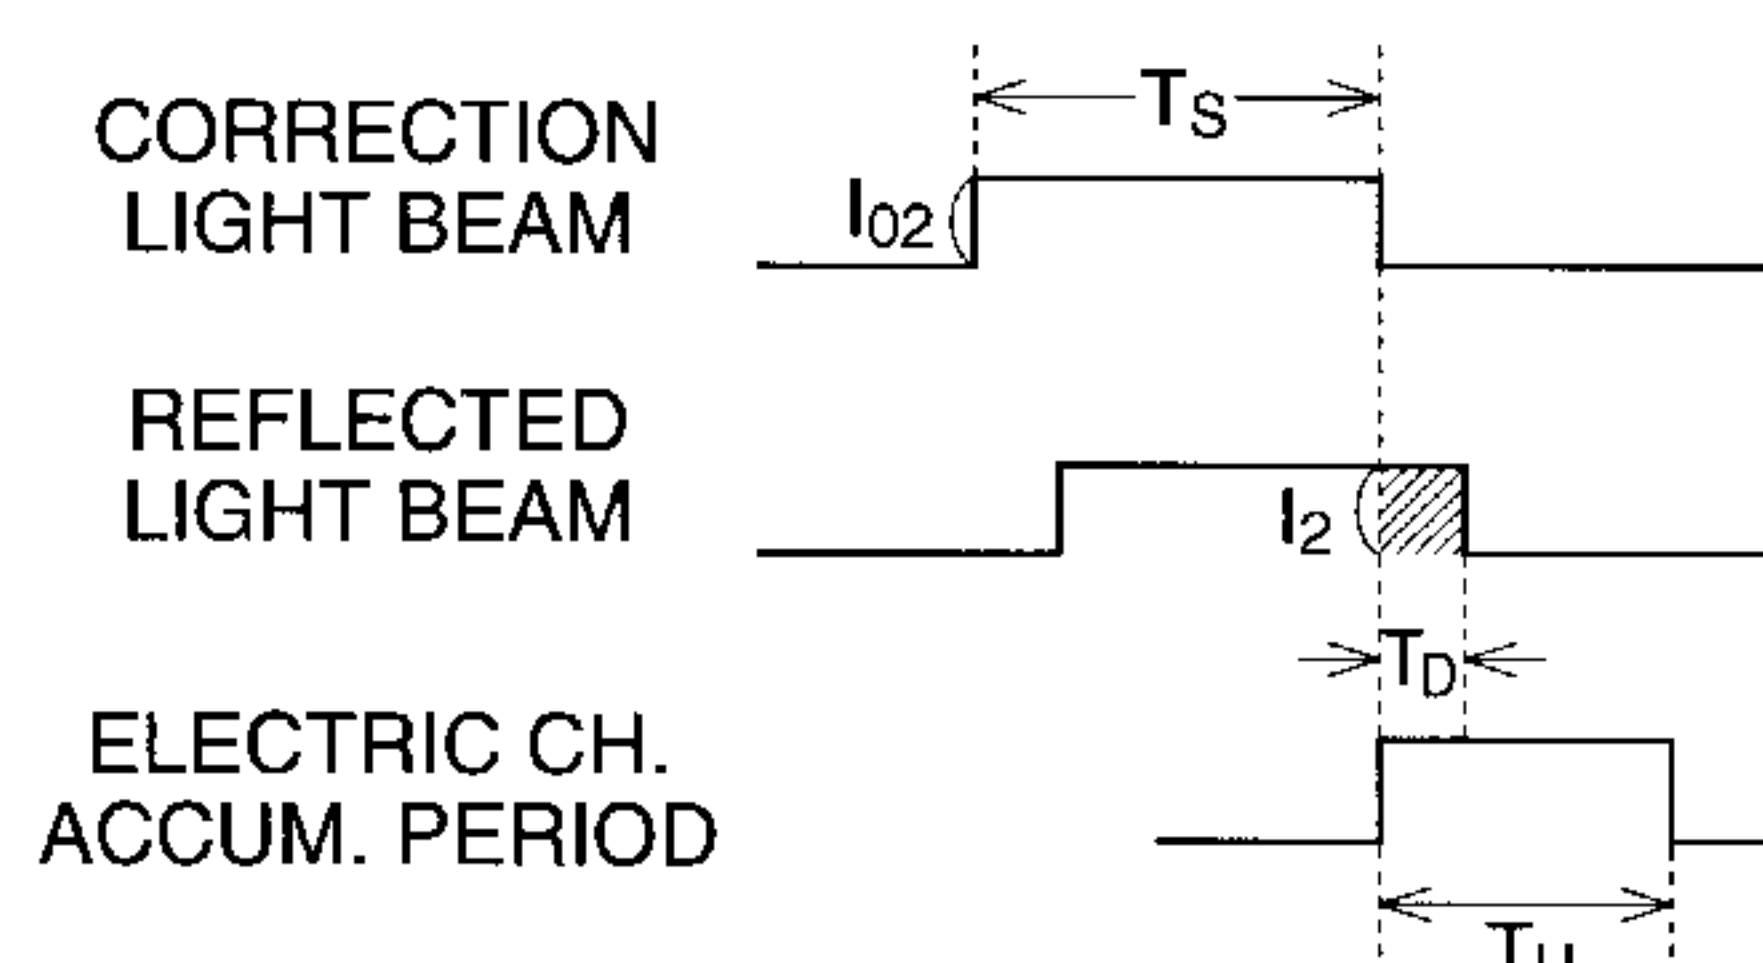 CORRECTION
LIGHT BEAM
TS
I02
REFLECTED
LIGHT BEAM
I2
TD
ELECTRIC CH.
ACCUM. PERIOD